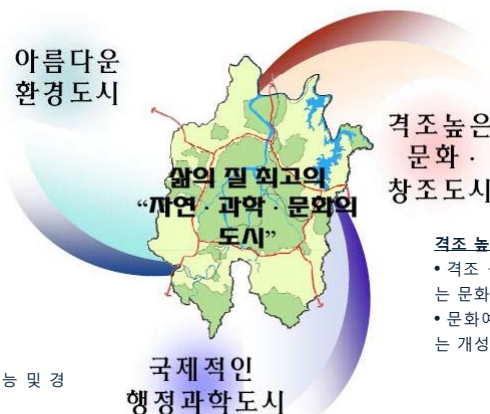 아름다운
환경도시
격조높은
문화 ·
창조도시
삶의 질 최고의
“자연 · 과학 · 문화의
도시”
격조 높
• 격조
는 문화
• 문화예
는 개성
능 및 경
국제적인
행정과학도시